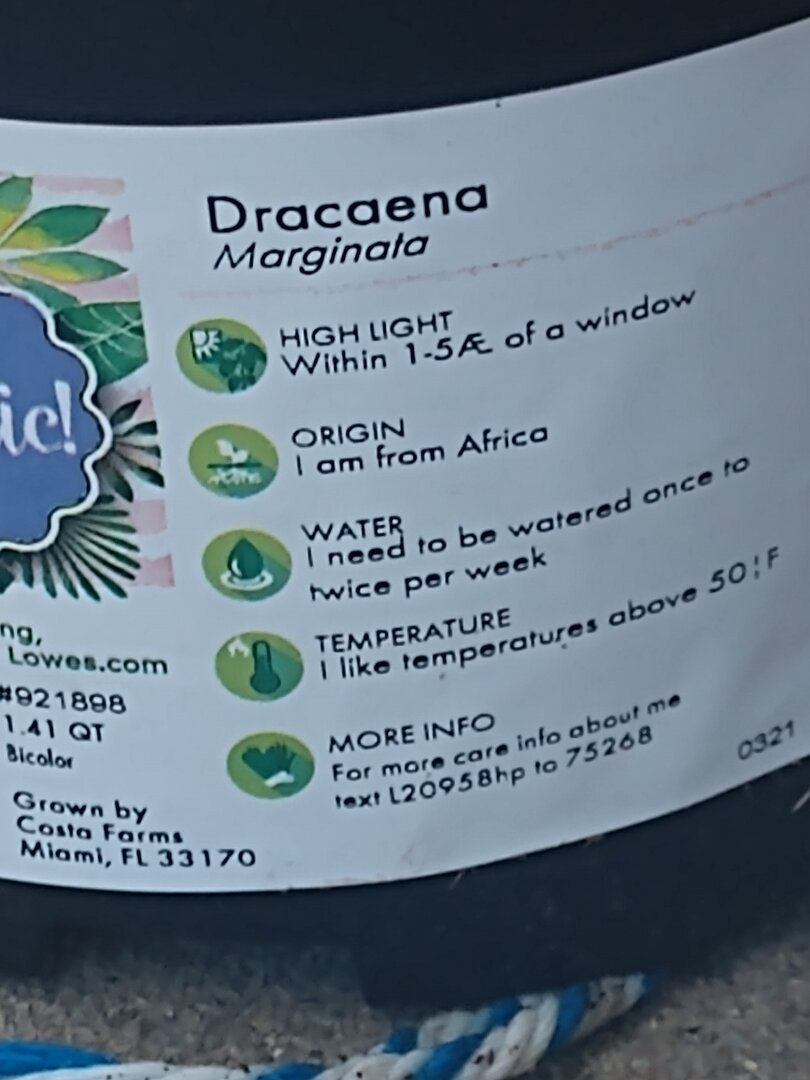 Dracaena
Marginata
HIGH LIGHT
Within 1-5Æ of a window
ORIGIN
I am from Africa
WATER
I need to be watered once to
twice per week
TEMPERATURE
I like temperatures above 50¦F
MORE INFO
For more care info about me
text L20958hp to 75268
0321
ic!
ng,
Lowes.com
#921898
1.41 QT
Bicolor
Grown by
Costa Farms
Miami, FL 33170